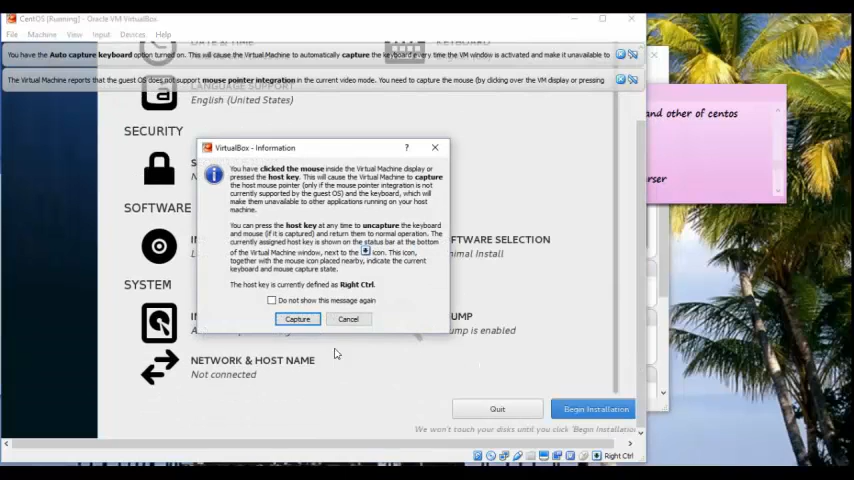 CentOS [Running] - Oracle VM VirtualBox
File Machine View Input Devices Help
DATE & TIME KEYBOARD
You have the Auto capture keyboard option turned on. This will cause the Virtual Machine to automatically capture the keyboard every time the VM window is activated and make it unavailable to
The Virtual Machine reports that the guest OS does not support mouse pointer integration in the current video mode. You need to capture the mouse (by clicking over the VM display or pressing
LANGUAGE SUPPORT
English (United States)
SECURITY
SOFTWARE
SOFTWARE SELECTION
Minimal Install
SYSTEM
DUMP
Kdump is enabled
NETWORK & HOST NAME
Not connected
Quit
Begin Installation
We won't touch your disks until you click 'Begin Installation
VirtualBox - Information
You have clicked the mouse inside the Virtual Machine display or
pressed the host key. This will cause the Virtual Machine to capture
the host mouse pointer (only if the mouse pointer integration is not
currently supported by the guest OS) and the keyboard, which will
make them unavailable to other applications running on your host
machine.
You can press the host key at any time to uncapture the keyboard
and mouse (if it is captured) and return them to normal operation. The
currently assigned host key is shown on the status bar at the bottom
of the Virtual Machine window, next to the icon. This icon,
together with the mouse icon placed nearby, indicate the current
keyboard and mouse capture state.
The host key is currently defined as Right Ctrl.
Do not show this message again
Capture
Cancel
and other of centos
Right Ctrl